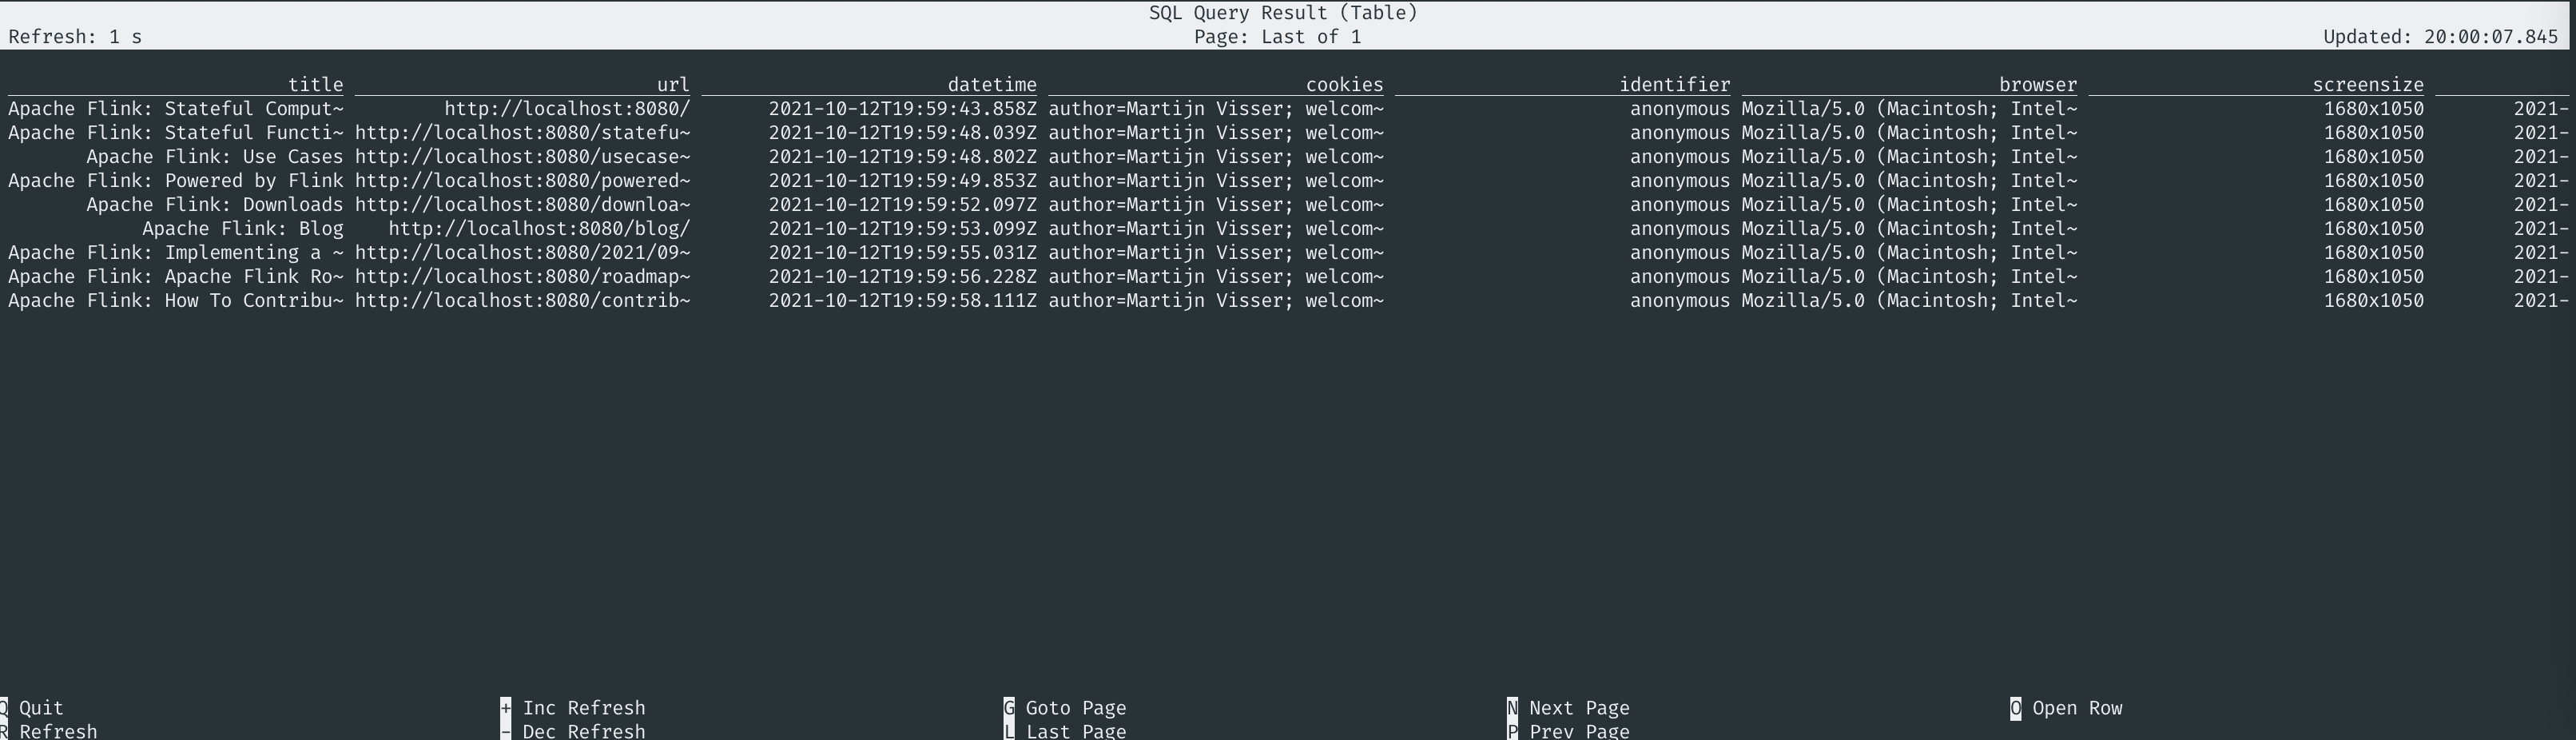 SQL Query Result (Table)
Refresh: 1 s Page: Last of 1 Updated: 20:00:07.845
title url datetime cookies identifier browser screensize
Apache Flink: Stateful Comput~ http://localhost:8080/ 2021-10-12T19:59:43.858Z author=Martijn Visser; welcom~ anonymous Mozilla/5.0 (Macintosh; Intel~ 1680x1050 2021-
Apache Flink: Stateful Functi~ http://localhost:8080/statefu~ 2021-10-12T19:59:48.039Z author=Martijn Visser; welcom~ anonymous Mozilla/5.0 (Macintosh; Intel~ 1680x1050 2021-
Apache Flink: Use Cases http://localhost:8080/usecase~ 2021-10-12T19:59:48.802Z author=Martijn Visser; welcom~ anonymous Mozilla/5.0 (Macintosh; Intel~ 1680x1050 2021-
Apache Flink: Powered by Flink http://localhost:8080/powered~ 2021-10-12T19:59:49.853Z author=Martijn Visser; welcom~ anonymous Mozilla/5.0 (Macintosh; Intel~ 1680x1050 2021-
Apache Flink: Downloads http://localhost:8080/downloa~ 2021-10-12T19:59:52.097Z author=Martijn Visser; welcom~ anonymous Mozilla/5.0 (Macintosh; Intel~ 1680x1050 2021-
Apache Flink: Blog http://localhost:8080/blog/ 2021-10-12T19:59:53.099Z author=Martijn Visser; welcom~ anonymous Mozilla/5.0 (Macintosh; Intel~ 1680x1050 2021-
Apache Flink: Implementing a ~ http://localhost:8080/2021/09~ 2021-10-12T19:59:55.031Z author=Martijn Visser; welcom~ anonymous Mozilla/5.0 (Macintosh; Intel~ 1680x1050 2021-
Apache Flink: Apache Flink Ro~ http://localhost:8080/roadmap~ 2021-10-12T19:59:56.228Z author=Martijn Visser; welcom~ anonymous Mozilla/5.0 (Macintosh; Intel~ 1680x1050 2021-
Apache Flink: How To Contribu~ http://localhost:8080/contrib~ 2021-10-12T19:59:58.111Z author=Martijn Visser; welcom~ anonymous Mozilla/5.0 (Macintosh; Intel~ 1680x1050 2021-
Q Quit + Inc Refresh G Goto Page N Next Page O Open Row
R Refresh - Dec Refresh L Last Page P Prev Page